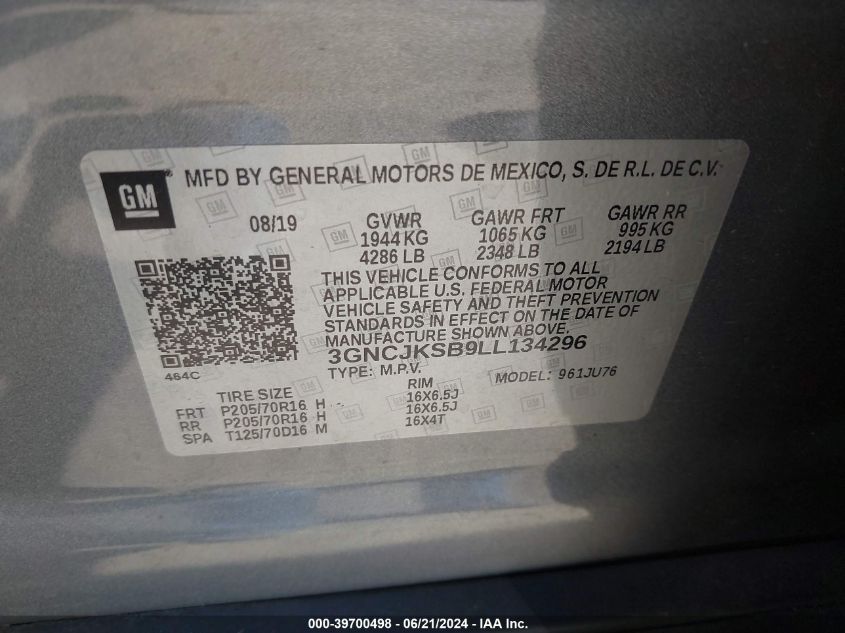 GM ® MFD BY GENERAL MOTORS DE MEXICO, S. DE R.L. DE C.V.
08/19 GVWR GAWR FRT GAWR RR
1944 KG 1065 KG 995 KG
4286 LB 2348 LB 2194 LB
THIS VEHICLE CONFORMS TO ALL
APPLICABLE U.S. FEDERAL MOTOR
VEHICLE SAFETY AND THEFT PREVENTION
STANDARDS IN EFFECT ON THE DATE OF
MANUFACTURE SHOWN ABOVE.
3GNCJKSB9LL134296
464C
TYPE: M.P.V. MODEL: 961JU76
TIRE SIZE RIM
FRT P205/70R16 H 16X6.5J
RR P205/70R16 H 16X6.5J
SPA T125/70D16 M 16X4T
000-39700498 - 06/21/2024 - IAA Inc.